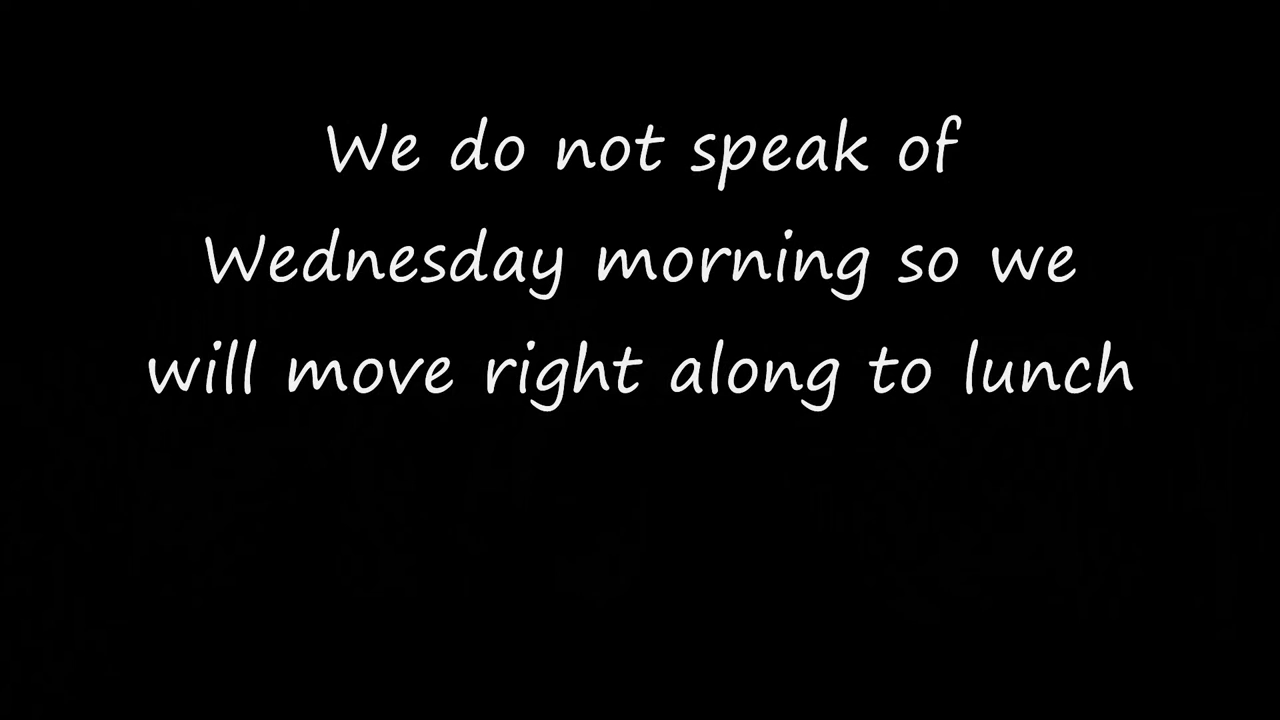 We do not speak of
Wednesday morning so we
will move right along to lunch